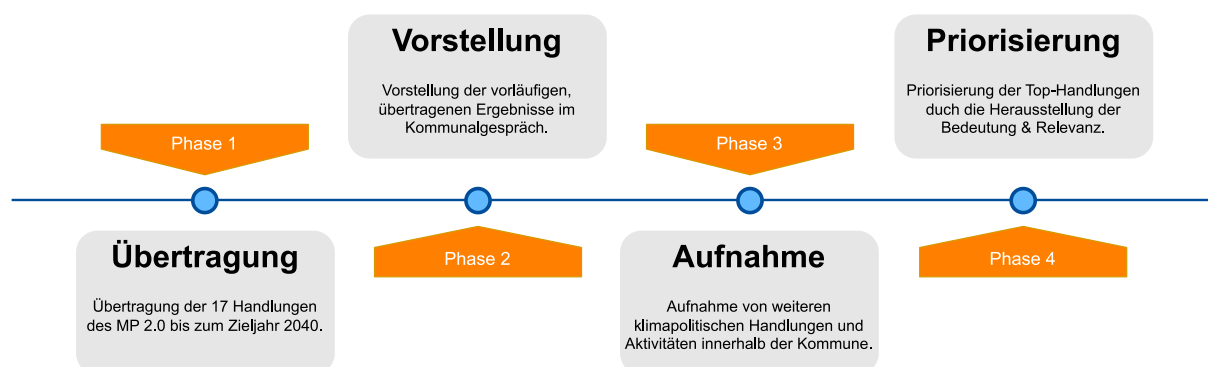 Phase 1
Übertragung
Übertragung der 17 Handlungen
des MP 2.0 bis zum Zieljahr 2040.
Vorstellung
Vorstellung der vorläufigen,
übertragenen Ergebnisse im
Kommunalgespräch.
Phase 2
Phase 3
Aufnahme
Aufnahme von weiteren
klimapolitischen Handlungen und
Aktivitäten innerhalb der Kommune.
Priorisierung
Priorisierung der Top-Handlungen
duch die Herausstellung der
Bedeutung & Relevanz.
Phase 4